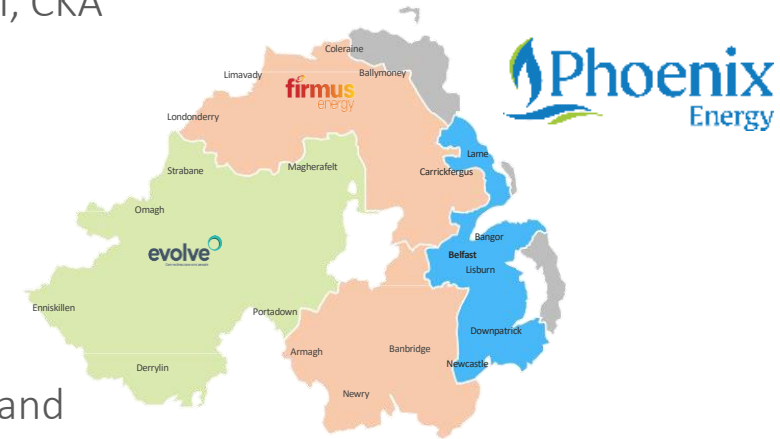 , CKA
Coleraine
Limavady
Ballymoney
firmus
energy
Phoenix
Energy
Londonderry
Larne
Strabane
Magherafelt
Carrickfergus
Omagh
Bangor
evolve
Belfast
Lisburn
Enniskillen
Portadown
Downpatrick
Armagh
Banbridge
Newcastle
Derrylin
Newry
and